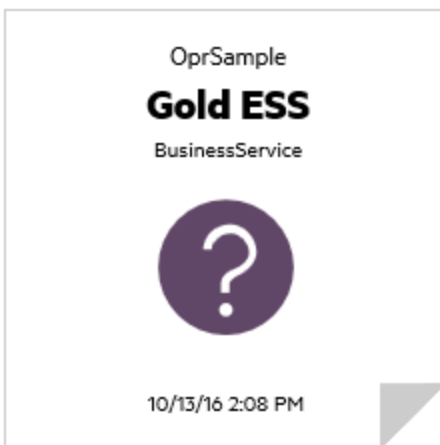 OprSample
Gold ESS
BusinessService
?
10/13/16 2:08 PM